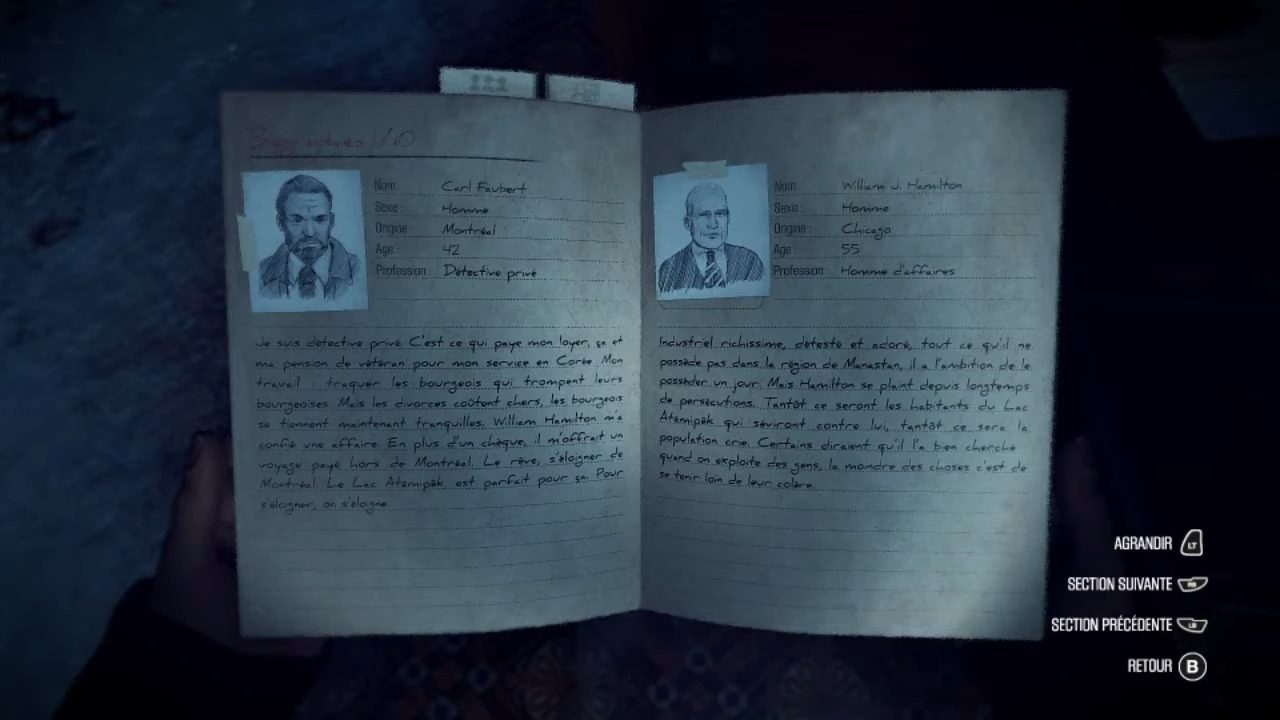 Biographies 1/10
Nom : Carl Faubert
Sexe : Homme
Origine : Montréal
Age : 42
Profession : Détective privé
Je suis détective privé. C'est ce qui paye mon loyer, ça et
ma pension de vétéran pour mon service en Corée. Mon
travail : traquer les bourgeois qui trompent leurs
bourgeoises. Mais les divorces coûtent chers, les bourgeois
se tiennent maintenant tranquilles. William Hamilton m'a
confié une affaire. En plus d'un chèque, il m'offrait un
voyage payé hors de Montréal. Le rêve, s'éloigner de
Montréal. Le Lac Atsmipëk, est parfait pour ça. Pour
s'éloigner, on s'éloigne.
Nom : William J. Hamilton
Sexe : Homme
Origine : Chicago
Age : 55
Profession : Homme d'affaires
Industriel richissime, détesté et adoré, tout ce qu'il ne
possède pas dans la région de Manastan, il a l'ambition de le
posséder un jour. Mais Hamilton se plaint depuis longtemps
de persécutions. Tantôt ce seront les habitants du Lac
Atsmipëk qui séviront contre lui, tantôt ce sera la
population crie. Certains diraient qu'il l'a bien cherché
quand on exploite des gens, la moindre des choses c'est de
se tenir loin de leur colère.
AGRANDIR LT
SECTION SUIVANTE RB
SECTION PRÉCÉDENTE LB
RETOUR B